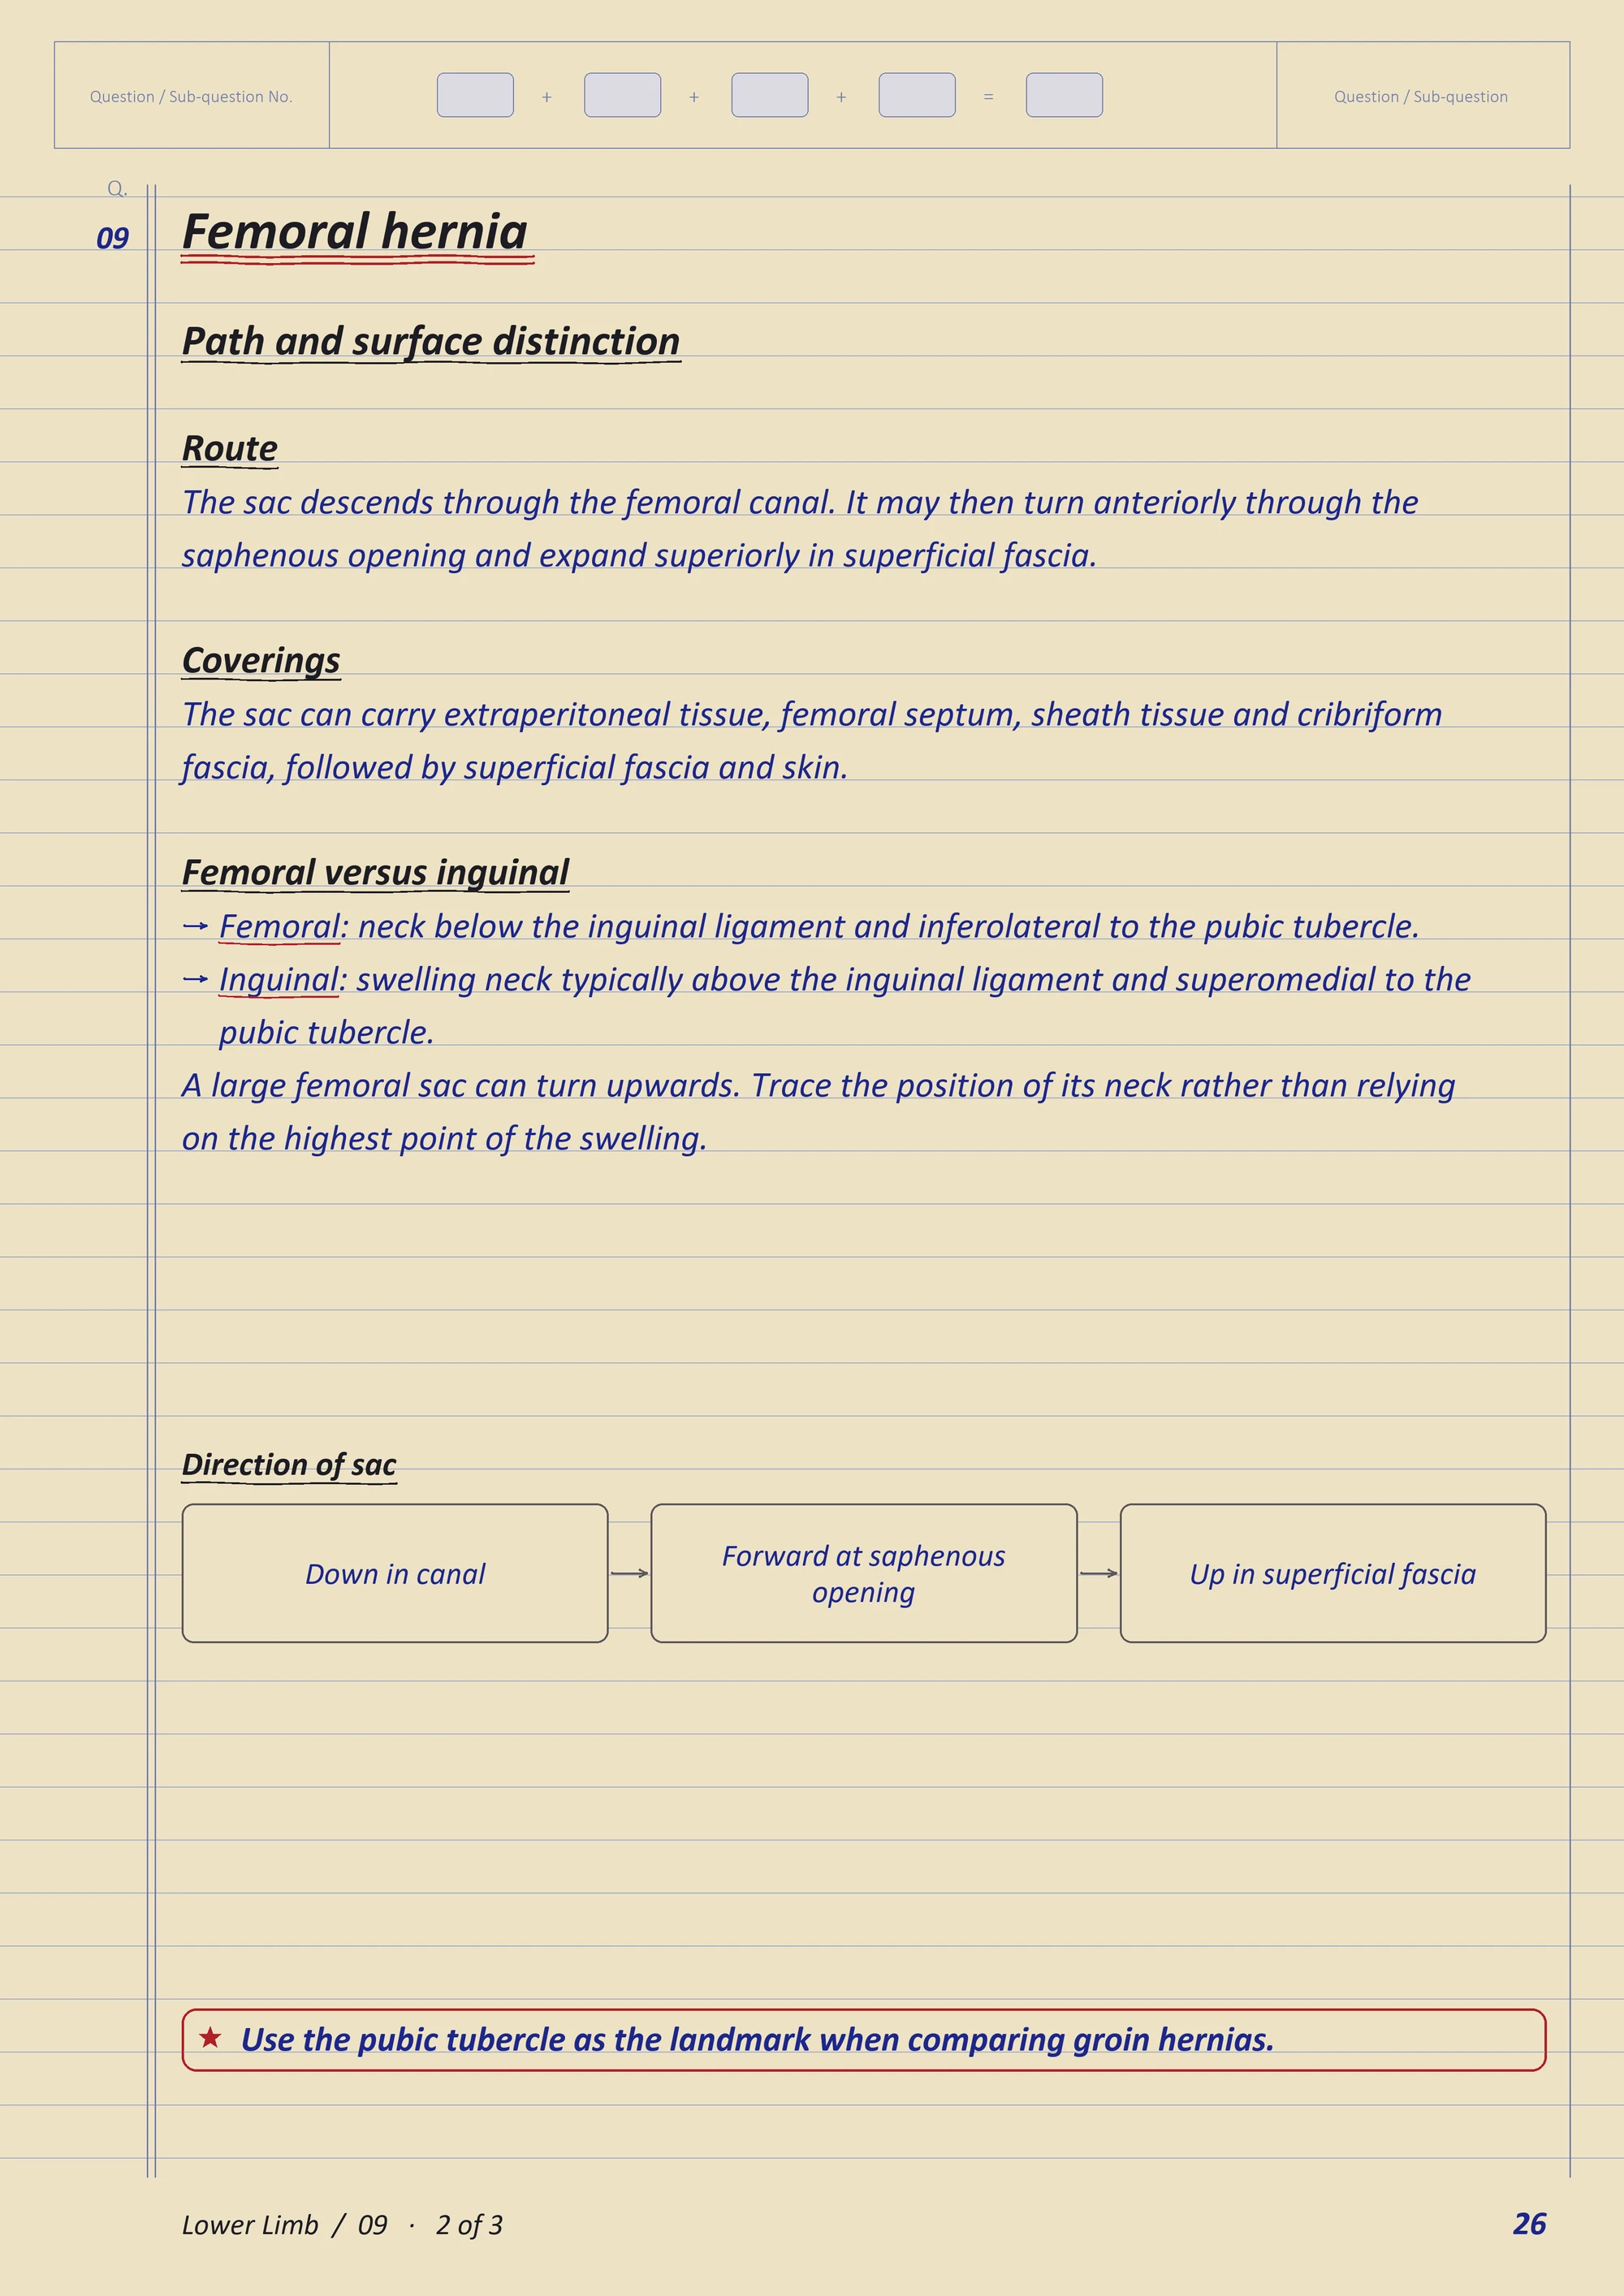 Question / Sub-question No.
+ + + =
Question / Sub-question
Q.
09
Femoral hernia
Path and surface distinction
Route
The sac descends through the femoral canal. It may then turn anteriorly through the
saphenous opening and expand superiorly in superficial fascia.
Coverings
The sac can carry extraperitoneal tissue, femoral septum, sheath tissue and cribriform
fascia, followed by superficial fascia and skin.
Femoral versus inguinal
→ Femoral: neck below the inguinal ligament and inferolateral to the pubic tubercle.
→ Inguinal: swelling neck typically above the inguinal ligament and superomedial to the
pubic tubercle.
A large femoral sac can turn upwards. Trace the position of its neck rather than relying
on the highest point of the swelling.
Direction of sac
Down in canal
→
Forward at saphenous
opening
→
Up in superficial fascia
★ Use the pubic tubercle as the landmark when comparing groin hernias.
Lower Limb / 09 · 2 of 3
26